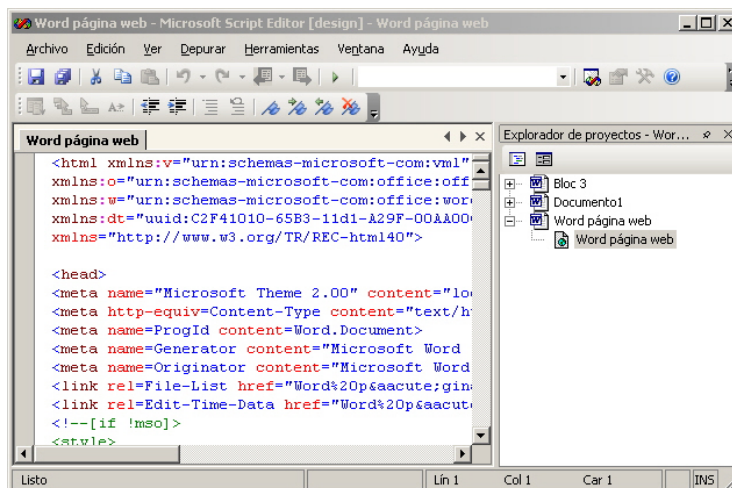 Word página web - Microsoft Script Editor [design] - Word página web
Archivo Edición Ver Depurar Herramientas Ventana Ayuda
Word página web
<html xmlns:v="urn:schemas-microsoft-com:vml"
xmlns:o="urn:schemas-microsoft-com:office:off
xmlns:w="urn:schemas-microsoft-com:office:wor
xmlns:dt="uuid:C2F41010-65B3-11d1-A29F-00AA00
xmlns="http://www.w3.org/TR/REC-html40">
<head>
<meta name="Microsoft Theme 2.00" content="lo
<meta http-equiv=Content-Type content="text/h
<meta name=ProgId content=Word.Document>
<meta name=Generator content="Microsoft Word
<meta name=Originator content="Microsoft Word
<link rel=File-List href="Word%20p&aacute;gin
<link rel=Edit-Time-Data href="Word%20p&aacut
<!--[if !mso]>
<style>
Explorador de proyectos - Wor...
Bloc 3
Documento1
Word página web
Word página web
Listo Lín 1 Col 1 Car 1 INS